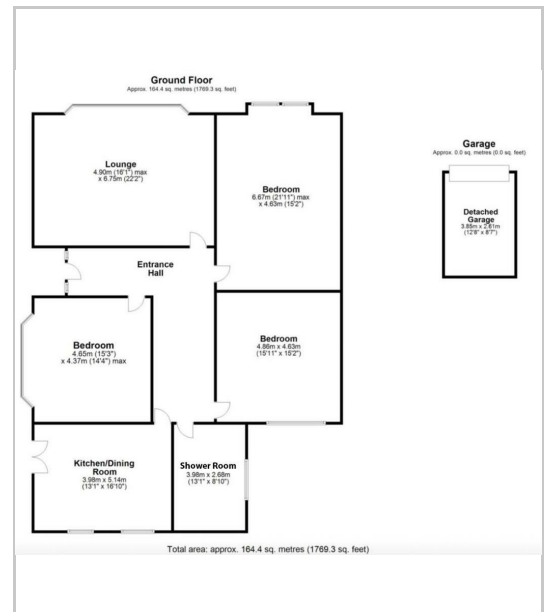 Ground Floor
Approx. 164.4 sq. metres (1769.3 sq. feet)
Lounge
4.90m (16'1") max
x 6.75m (22'2")
Bedroom
6.67m (21'11") max
x 4.63m (15'2")
Garage
Approx. 0.0 sq. metres (0.0 sq. feet)
Detached
Garage
3.88m x 2.61m
(12'8" x 8'7")
Entrance
Hall
Bedroom
4.65m (15'3")
x 4.37m (14'4") max
Bedroom
4.86m x 4.63m
(15'11" x 15'2")
Kitchen/Dining
Room
3.98m x 5.14m
(13'1" x 16'10")
Shower Room
3.98m x 2.68m
(13'1" x 8'10")
Total area: approx. 164.4 sq. metres (1769.3 sq. feet)